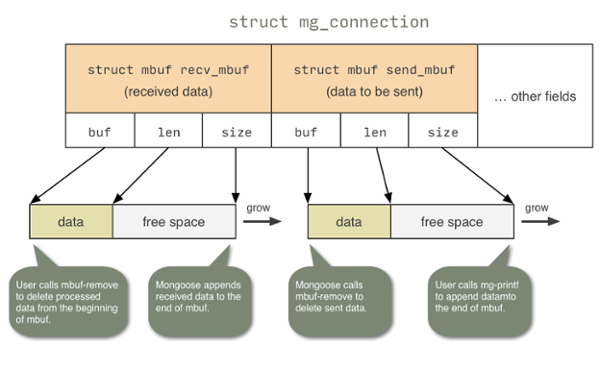 struct mg_connection
struct mbuf recv_mbuf
(received data)
struct mbuf send_mbuf
(data to be sent)
... other fields
buf
len
size
buf
len
size
data
free space
grow
data
free space
grow
User calls mbuf-remove
to delete processed
data from the beginning
of mbuf.
Mongoose appends
received data to the
end of mbuf.
Mongoose calls
mbuf-remove to
delete sent data.
User calls mg-printf
to append datamto
the end of mbuf.